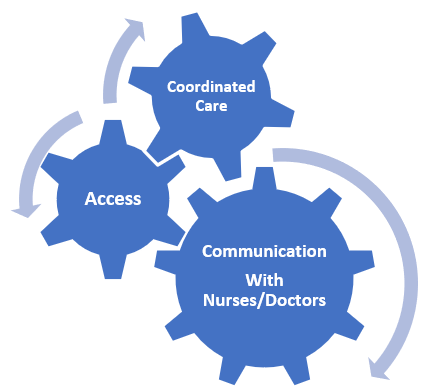 Coordinated
Care
Access
Communication
With
Nurses/Doctors